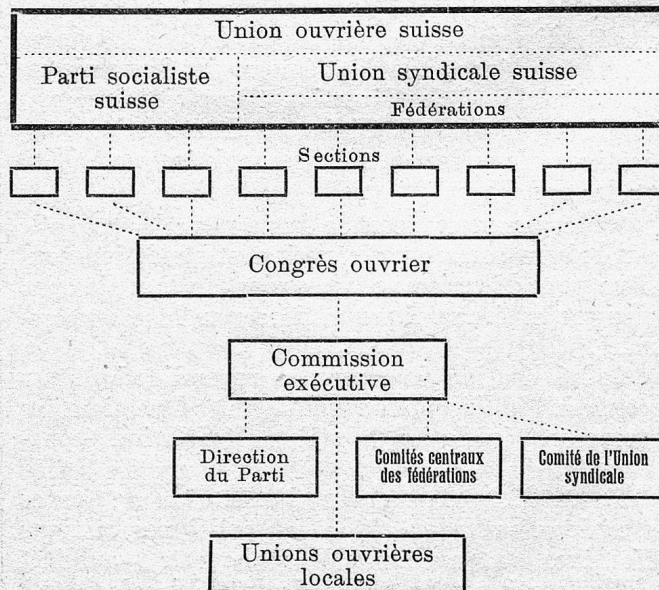 Union ouvrière suisse
Parti socialiste
suisse
Union syndicale suisse
Fédérations
Sections
Congrès ouvrier
Commission
exécutive
Direction
du Parti
Comités centraux
des fédérations
Comité de l'Union
syndicale
Unions ouvrières
locales